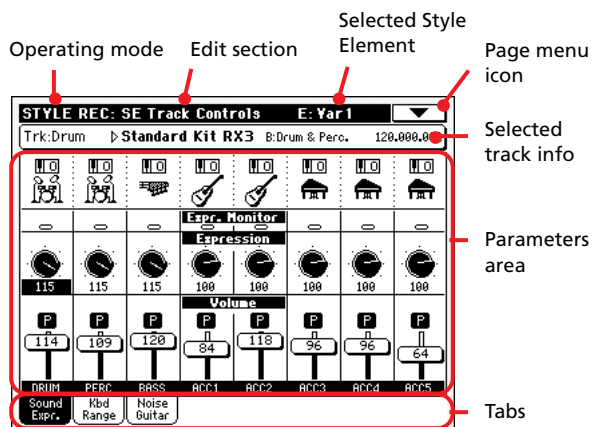 Selected Style
Element
Operating mode
Edit section
Page menu
icon
STYLE REC: SE Track Controls E: Var1
Trk:Drum Standard Kit RX3 B:Drum & Perc. 120.000.00
Selected
track info
Expr. Monitor
Expression
115 115 115 100 100 100 100 100
Parameters
area
Volume
P P P P P P P P
114 109 120 84 118 96 96 64
DRUM PERC BASS ACC1 ACC2 ACC3 ACC4 ACC5
Sound
Expr.
Kbd
Range
Noise
Guitar
Tabs